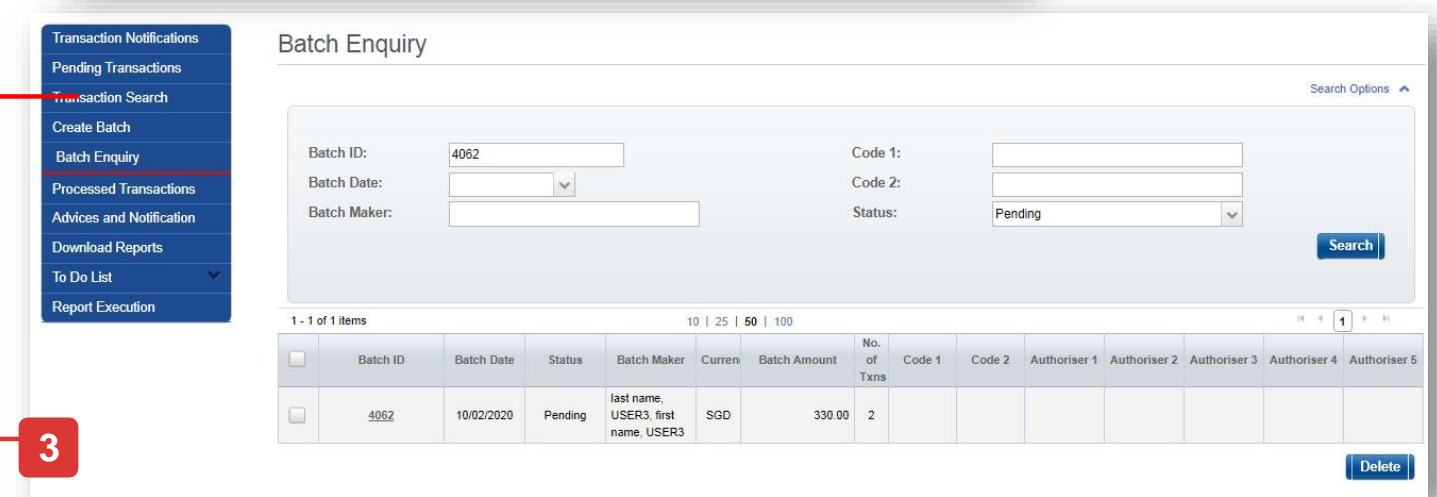 Transaction Notifications
Pending Transactions
Transaction Search
Create Batch
Batch Enquiry
Processed Transactions
Advices and Notification
Download Reports
To Do List
Report Execution
Batch Enquiry
Search Options
Batch ID: 4062 Code 1:
Batch Date: Code 2:
Batch Maker: Status: Pending
Search
1 - 1 of 1 items 10 | 25 | 50 | 100 1
Batch ID Batch Date Status Batch Maker Curren Batch Amount No. of Txns Code 1 Code 2 Authoriser 1 Authoriser 2 Authoriser 3 Authoriser 4 Authoriser 5
4062 10/02/2020 Pending last name, USER3, first name, USER3 SGD 330.00 2
Delete
3